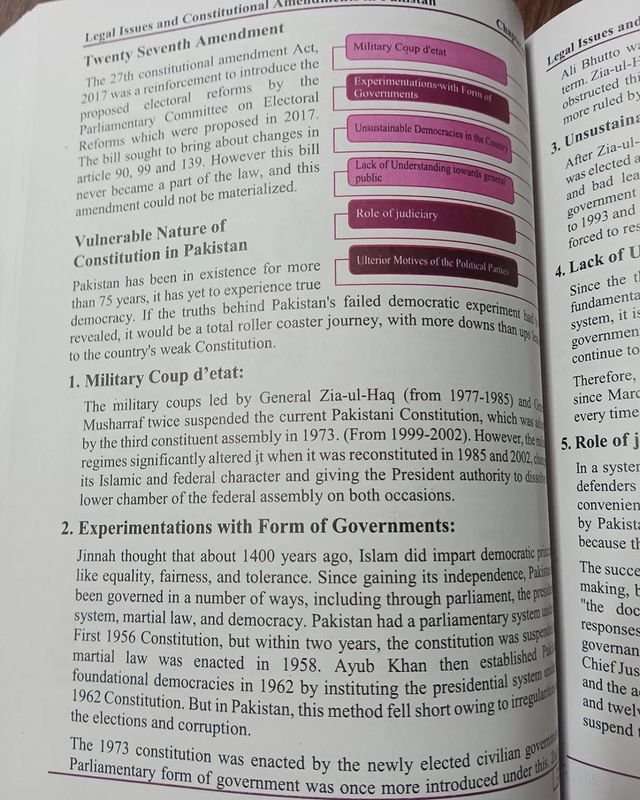 Legal Issues and Constitutional Amendments in Pakistan
Twenty Seventh Amendment
The 27th constitutional amendment Act,
2017 was a reinforcement to introduce the
proposed electoral reforms by the
Parliamentary Committee on Electoral
Reforms which were proposed in 2017.
The bill sought to bring about changes in
article 90, 99 and 139. However this bill
never became a part of the law, and this
amendment could not be materialized.
Military Coup d'etat
Experimentations with Form of
Governments
Unsustainable Democracies in the Country
Lack of Understanding towards general
public
Role of judiciary
Ulterior Motives of the Political Parties
Vulnerable Nature of
Constitution in Pakistan
Pakistan has been in existence for more
than 75 years, it has yet to experience true
democracy. If the truths behind Pakistan's failed democratic experiment had
revealed, it would be a total roller coaster journey, with more downs than ups
to the country's weak Constitution.
1. Military Coup d'etat:
The military coups led by General Zia-ul-Haq (from 1977-1985) and
Musharraf twice suspended the current Pakistani Constitution, which was
by the third constituent assembly in 1973. (From 1999-2002). However, the
regimes significantly altered jt when it was reconstituted in 1985 and 2002,
its Islamic and federal character and giving the President authority to
lower chamber of the federal assembly on both occasions.
2. Experimentations with Form of Governments:
Jinnah thought that about 1400 years ago, Islam did impart democratic
like equality, fairness, and tolerance. Since gaining its independence,
been governed in a number of ways, including through parliament, the
system, martial law, and democracy. Pakistan had a parliamentary system
First 1956 Constitution, but within two years, the constitution was
martial law was enacted in 1958. Ayub Khan then established
foundational democracies in 1962 by instituting the presidential system
1962 Constitution. But in Pakistan, this method fell short owing to
the elections and corruption.
The 1973 constitution was enacted by the newly elected civilian
Parliamentary form of government was once more introduced under this.
Legal Issues and
Ali Bhutto
term.
obstructed
more ruled by
3.
After
was elected
and bad
government
to 1993 and
forced to
4. Lack of
Since the
system, it is
continue to
Therefore,
since
every time
5. Role of
In a
defenders
by
because
The
"the
responses
and the
and
suspend